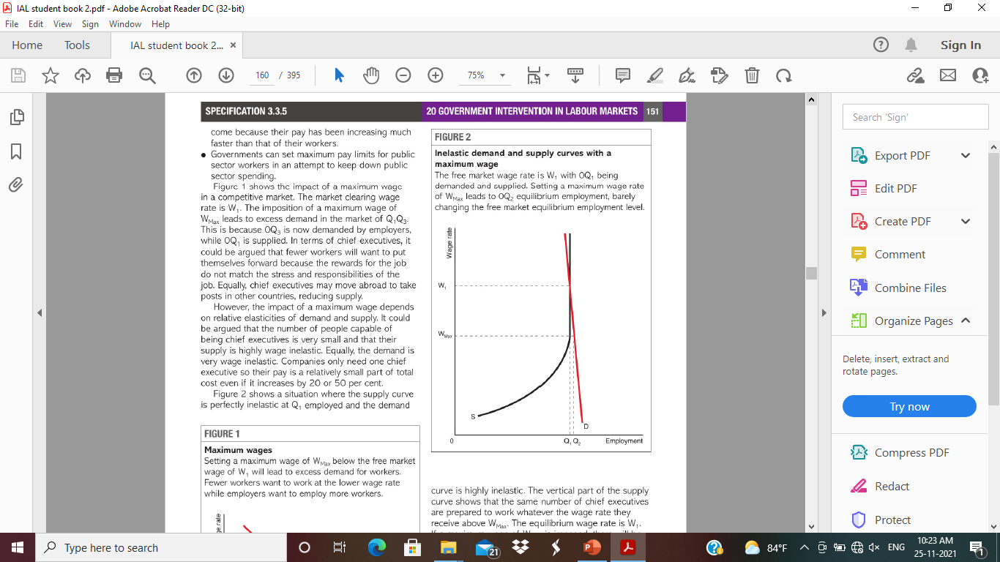 IAL student book 2.pdf - Adobe Acrobat Reader DC (32-bit)
File Edit View Sign Window Help
Home Tools IAL student book 2... × Sign In
160 / 395 75%
SPECIFICATION 3.3.5
20 GOVERNMENT INTERVENTION IN LABOUR MARKETS 151
come because their pay has been increasing much
faster than that of their workers.
● Governments can set maximum pay limits for public
sector workers in an attempt to keep down public
sector spending.
Figure 1 shows the impact of a maximum wage
in a competitive market. The market clearing wage
rate is W1. The imposition of a maximum wage of
WMax leads to excess demand in the market of Q1Q3.
This is because 0Q3 is now demanded by employers,
while 0Q1 is supplied. In terms of chief executives, it
could be argued that fewer workers will want to put
themselves forward because the rewards for the job
do not match the stress and responsibilities of the
job. Equally, chief executives may move abroad to take
posts in other countries, reducing supply.
However, the impact of a maximum wage depends
on relative elasticities of demand and supply. It could
be argued that the number of people capable of
being chief executives is very small and that their
supply is highly wage inelastic. Equally, the demand is
very wage inelastic. Companies only need one chief
executive so their pay is a relatively small part of total
cost even if it increases by 20 or 50 per cent.
Figure 2 shows a situation where the supply curve
is perfectly inelastic at Q1 employed and the demand
FIGURE 1
Maximum wages
Setting a maximum wage of WMax below the free market
wage of W1 will lead to excess demand for workers.
Fewer workers want to work at the lower wage rate
while employers want to employ more workers.
ge rate
FIGURE 2
Inelastic demand and supply curves with a
maximum wage
The free market wage rate is W1 with 0Q1 being
demanded and supplied. Setting a maximum wage rate
of WMax leads to 0Q2 equilibrium employment, barely
changing the free market equilibrium employment level.
Wage rate
W1
WMax
S
D
0 Q1 Q2 Employment
curve is highly inelastic. The vertical part of the supply
curve shows that the same number of chief executives
are prepared to work whatever the wage rate they
receive above WMax. The equilibrium wage rate is W1.
Search 'Sign'
Export PDF
Edit PDF
Create PDF
Comment
Combine Files
Organize Pages
Delete, insert, extract and
rotate pages.
Try now
Compress PDF
Redact
Protect
Type here to search
21
84°F
ENG
10:23 AM
25-11-2021
1